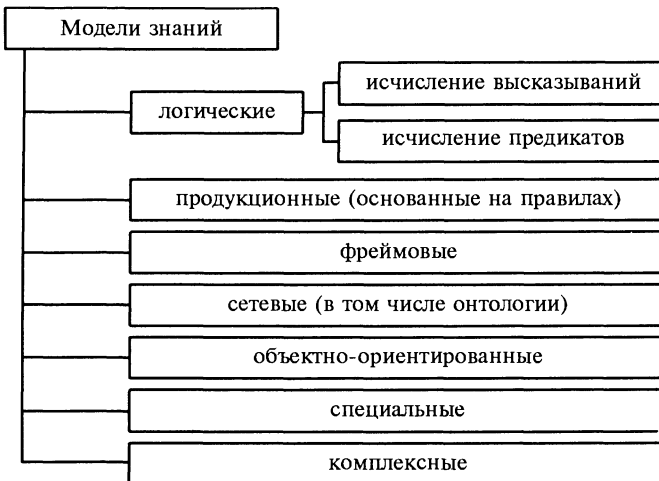 Модели знаний
логические
исчисление высказываний
исчисление предикатов
продукционные (основанные на правилах)
фреймовые
сетевые (в том числе онтологии)
объектно-ориентированные
специальные
комплексные